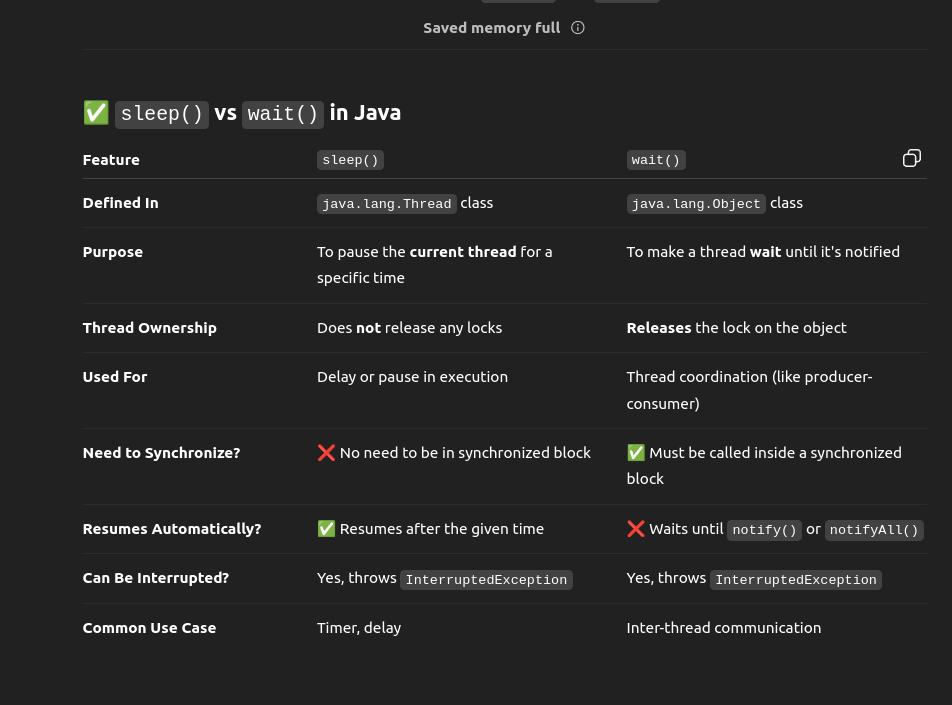 Saved memory full
✅ sleep() vs wait() in Java
Feature sleep() wait()
Defined In java.lang.Thread class java.lang.Object class
Purpose To pause the current thread for a specific time To make a thread wait until it's notified
Thread Ownership Does not release any locks Releases the lock on the object
Used For Delay or pause in execution Thread coordination (like producer-consumer)
Need to Synchronize? ❌ No need to be in synchronized block ✅ Must be called inside a synchronized block
Resumes Automatically? ✅ Resumes after the given time ❌ Waits until notify() or notifyAll()
Can Be Interrupted? Yes, throws InterruptedException Yes, throws InterruptedException
Common Use Case Timer, delay Inter-thread communication